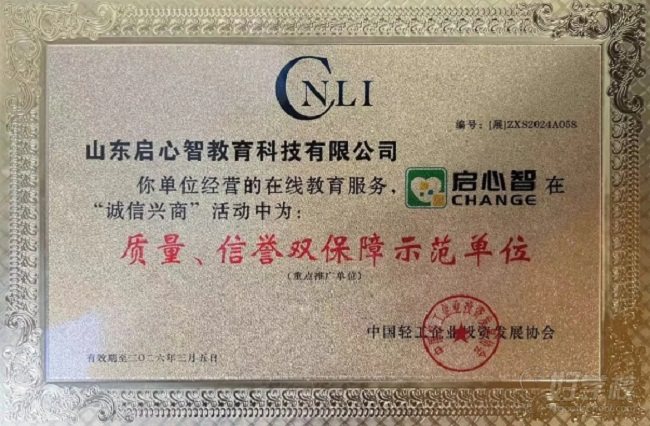 CNLI
编号:[展]ZXS2024A058
山东启心智教育科技有限公司
你单位经营的在线教育服务,启心智 CHANGE 在
“诚信兴商”活动中为:
质量、信誉双保障示范单位
(重点推广单位)
中国轻工企业投资发展协会
有效期至二〇二六年三月五日